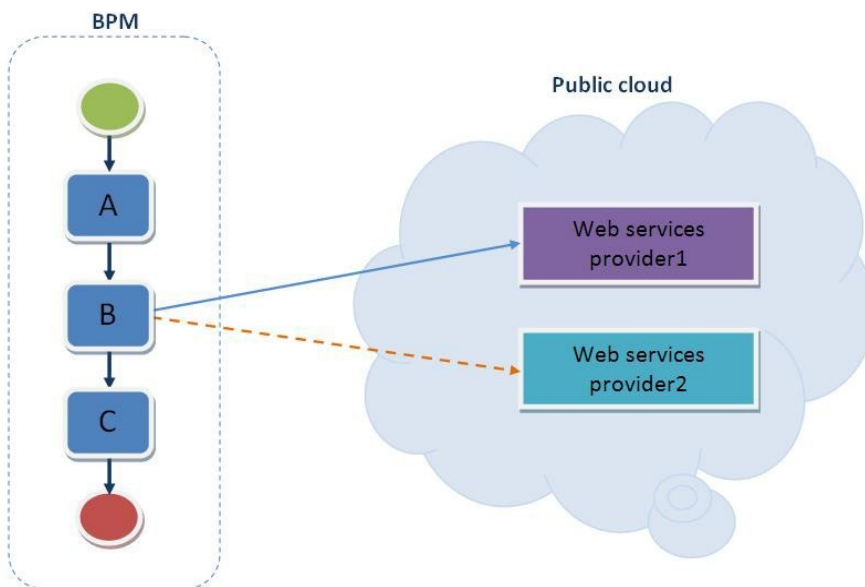 BPM
Public cloud
A
B
C
Web services
provider1
Web services
provider2